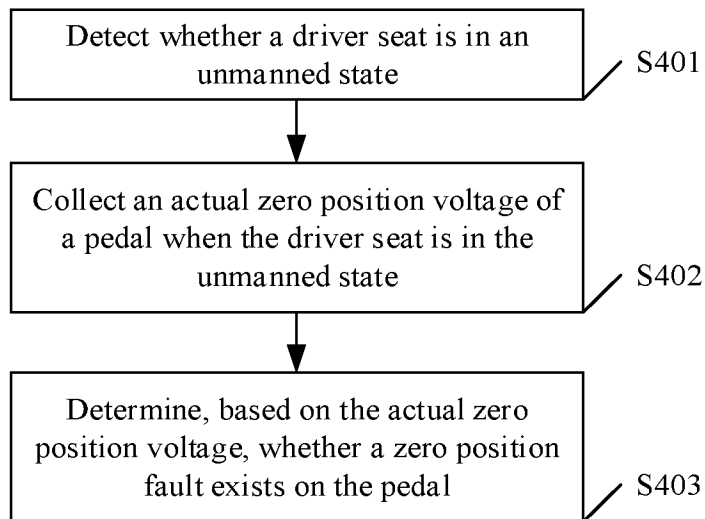 Detect whether a driver seat is in an
unmanned state
S401
Collect an actual zero position voltage of
a pedal when the driver seat is in the
unmanned state
S402
Determine, based on the actual zero
position voltage, whether a zero position
fault exists on the pedal
S403